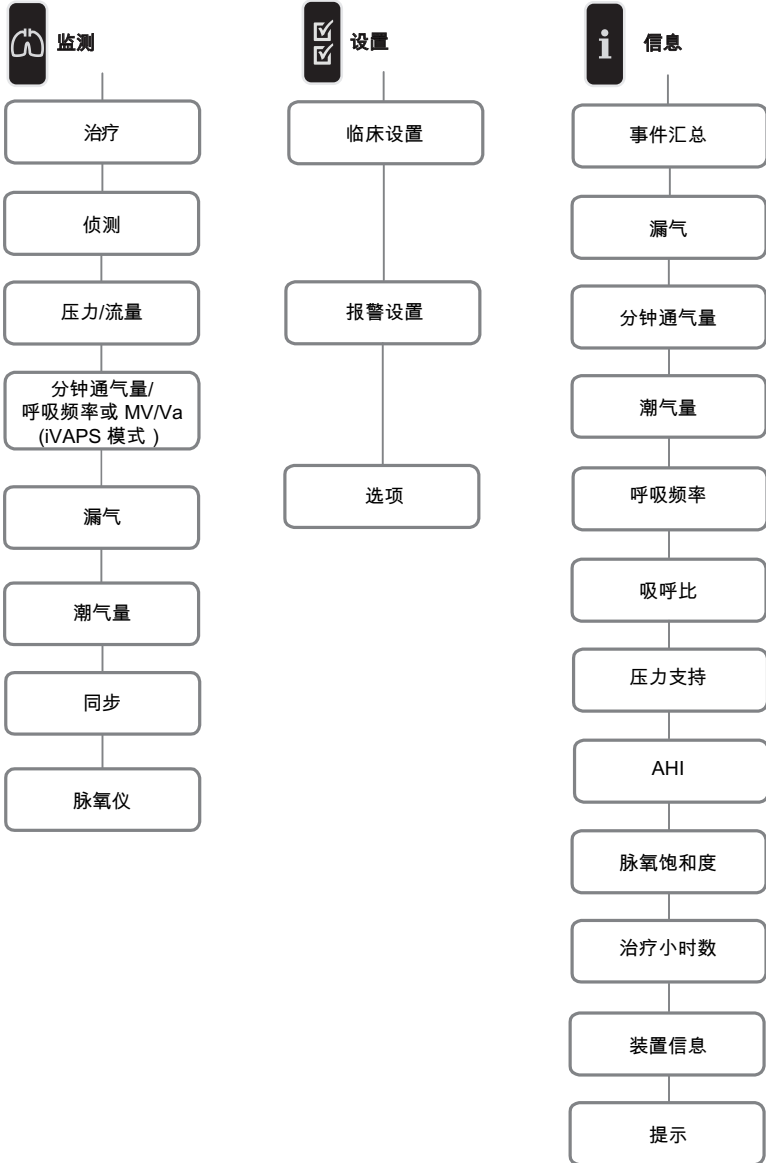 监测
治疗
侦测
压力/流量
分钟通气量/
呼吸频率或 MV/Va
(iVAPS 模式 )
漏气
潮气量
同步
脉氧仪
设置
临床设置
报警设置
选项
i
信息
事件汇总
漏气
分钟通气量
潮气量
呼吸频率
吸呼比
压力支持
AHI
脉氧饱和度
治疗小时数
装置信息
提示